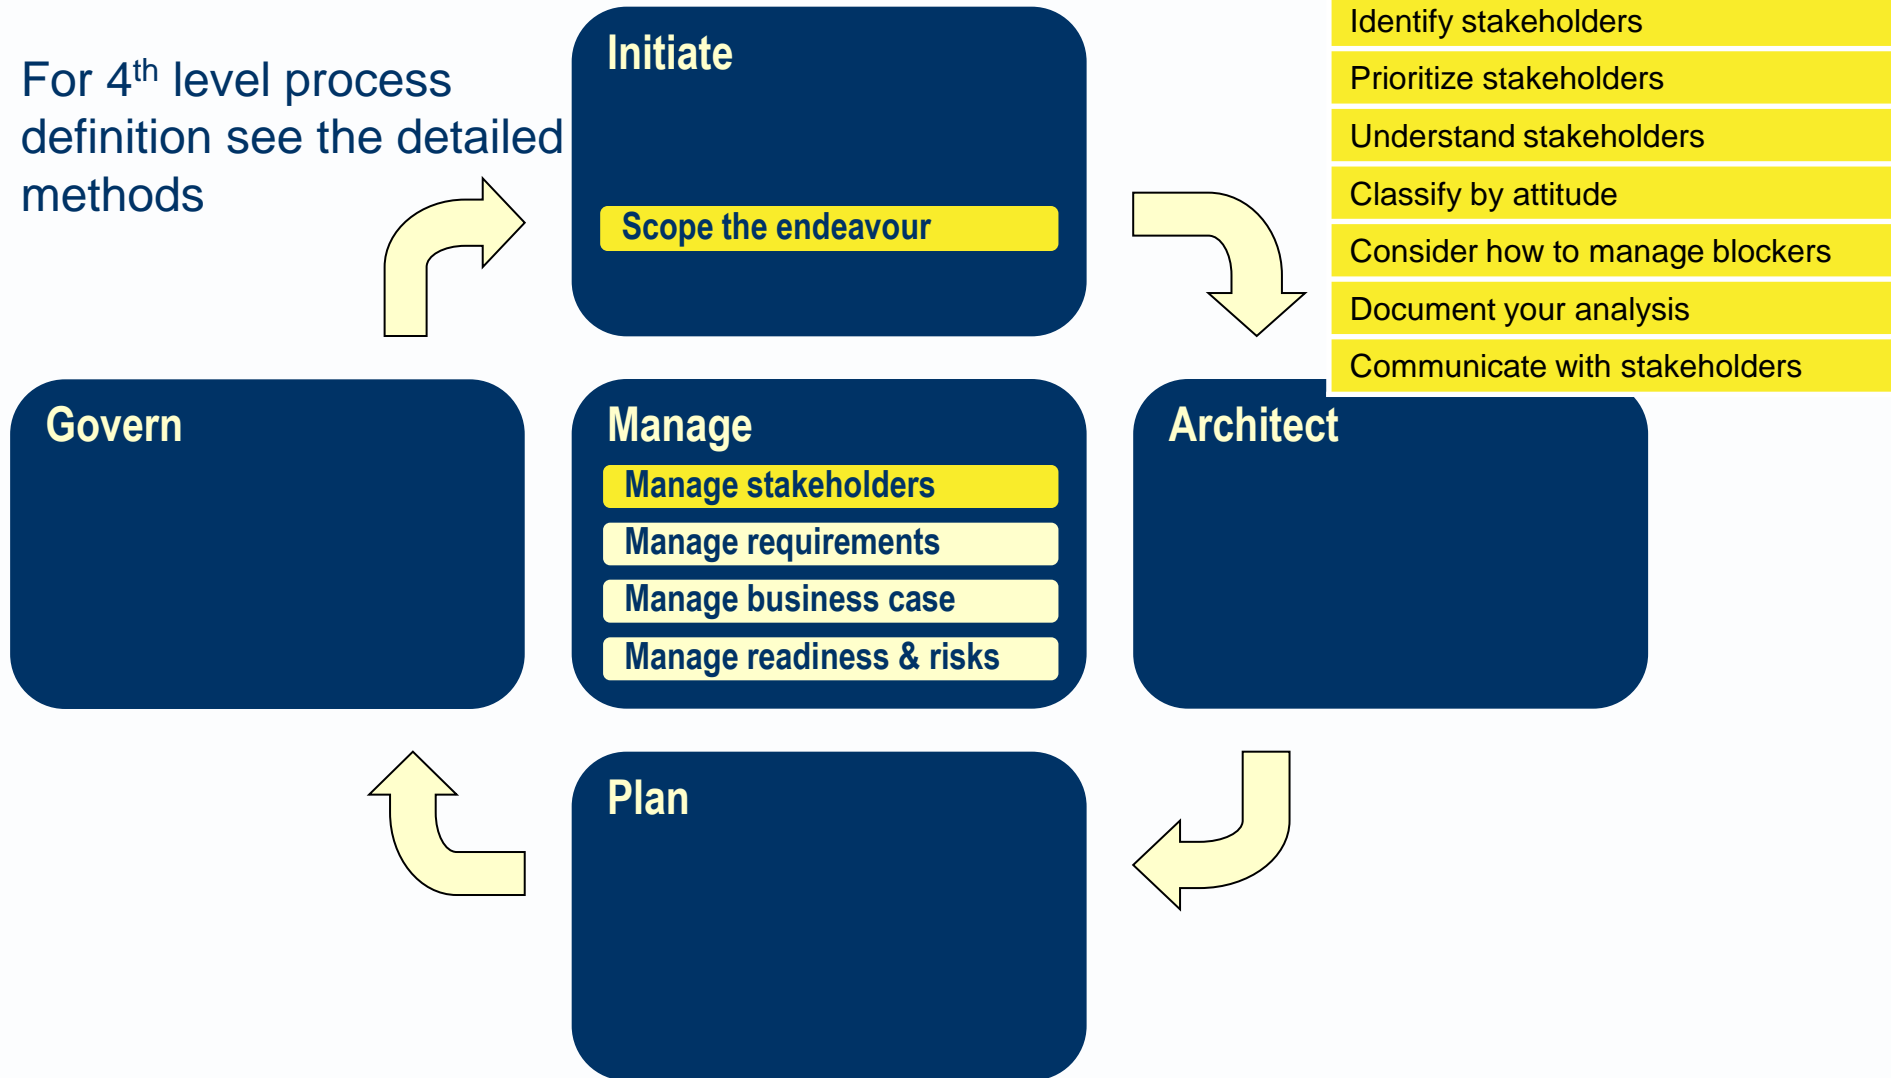 For 4th level process
definition see the detailed
methods
Initiate
Scope the endeavour
Identify stakeholders
Prioritize stakeholders
Understand stakeholders
Classify by attitude
Consider how to manage blockers
Document your analysis
Communicate with stakeholders
Govern
Manage
Manage stakeholders
Manage requirements
Manage business case
Manage readiness & risks
Architect
Plan